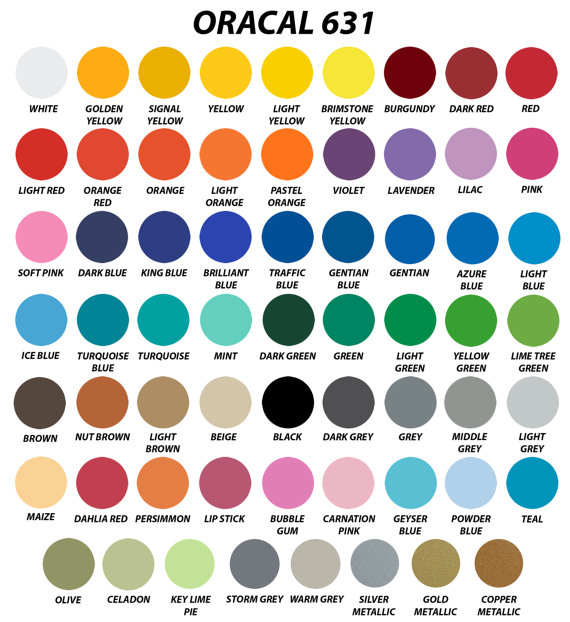 ORACAL 631
WHITE GOLDEN SIGNAL YELLOW LIGHT BRIMSTONE BURGUNDY DARK RED RED
YELLOW YELLOW YELLOW YELLOW
LIGHT RED ORANGE ORANGE LIGHT PASTEL VIOLET LAVENDER LILAC PINK
RED ORANGE ORANGE
SOFT PINK DARK BLUE KING BLUE BRILLIANT TRAFFIC GENTIAN GENTIAN AZURE LIGHT
BLUE BLUE BLUE BLUE BLUE
ICE BLUE TURQUOISE TURQUOISE MINT DARK GREEN GREEN LIGHT YELLOW LIME TREE
BLUE GREEN GREEN GREEN
BROWN NUT BROWN LIGHT BEIGE BLACK DARK GREY GREY MIDDLE LIGHT
BROWN GREY GREY
MAIZE DAHLIA RED PERSIMMON LIP STICK BUBBLE CARNATION GEYSER POWDER TEAL
GUM PINK BLUE BLUE
OLIVE CELADON KEY LIME STORM GREY WARM GREY SILVER GOLD COPPER
PIE METALLIC METALLIC METALLIC